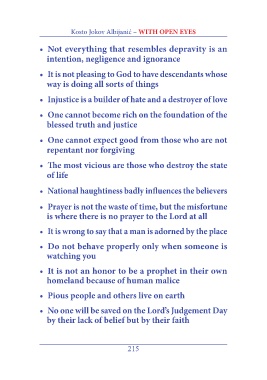 Kosto Jokov Albijanić – WITH OPEN EYES
• Not everything that resembles depravity is an
intention, negligence and ignorance
• It is not pleasing to God to have descendants whose
way is doing all sorts of things
• Injustice is a builder of hate and a destroyer of love
• One cannot become rich on the foundation of the
blessed truth and justice
• One cannot expect good from those who are not
repentant nor forgiving
• The most vicious are those who destroy the state
of life
• National haughtiness badly influences the believers
• Prayer is not the waste of time, but the misfortune
is where there is no prayer to the Lord at all
• It is wrong to say that a man is adorned by the place
• Do not behave properly only when someone is
watching you
• It is not an honor to be a prophet in their own
homeland because of human malice
• Pious people and others live on earth
• No one will be saved on the Lord's Judgement Day
by their lack of belief but by their faith
215